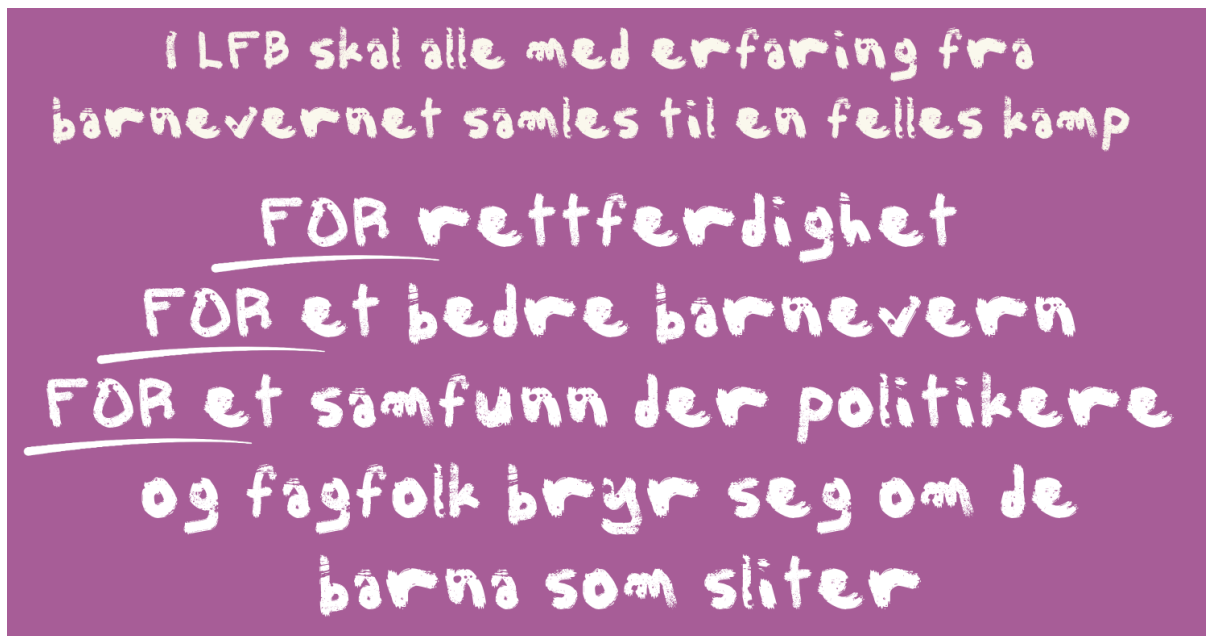 I LFB skal alle med erfaring fra
barnevernet samles til en felles kamp
FOR rettferdighet
FOR et bedre barnevern
FOR et samfunn der politikere
og fagfolk bryr seg om de
barna som sliter